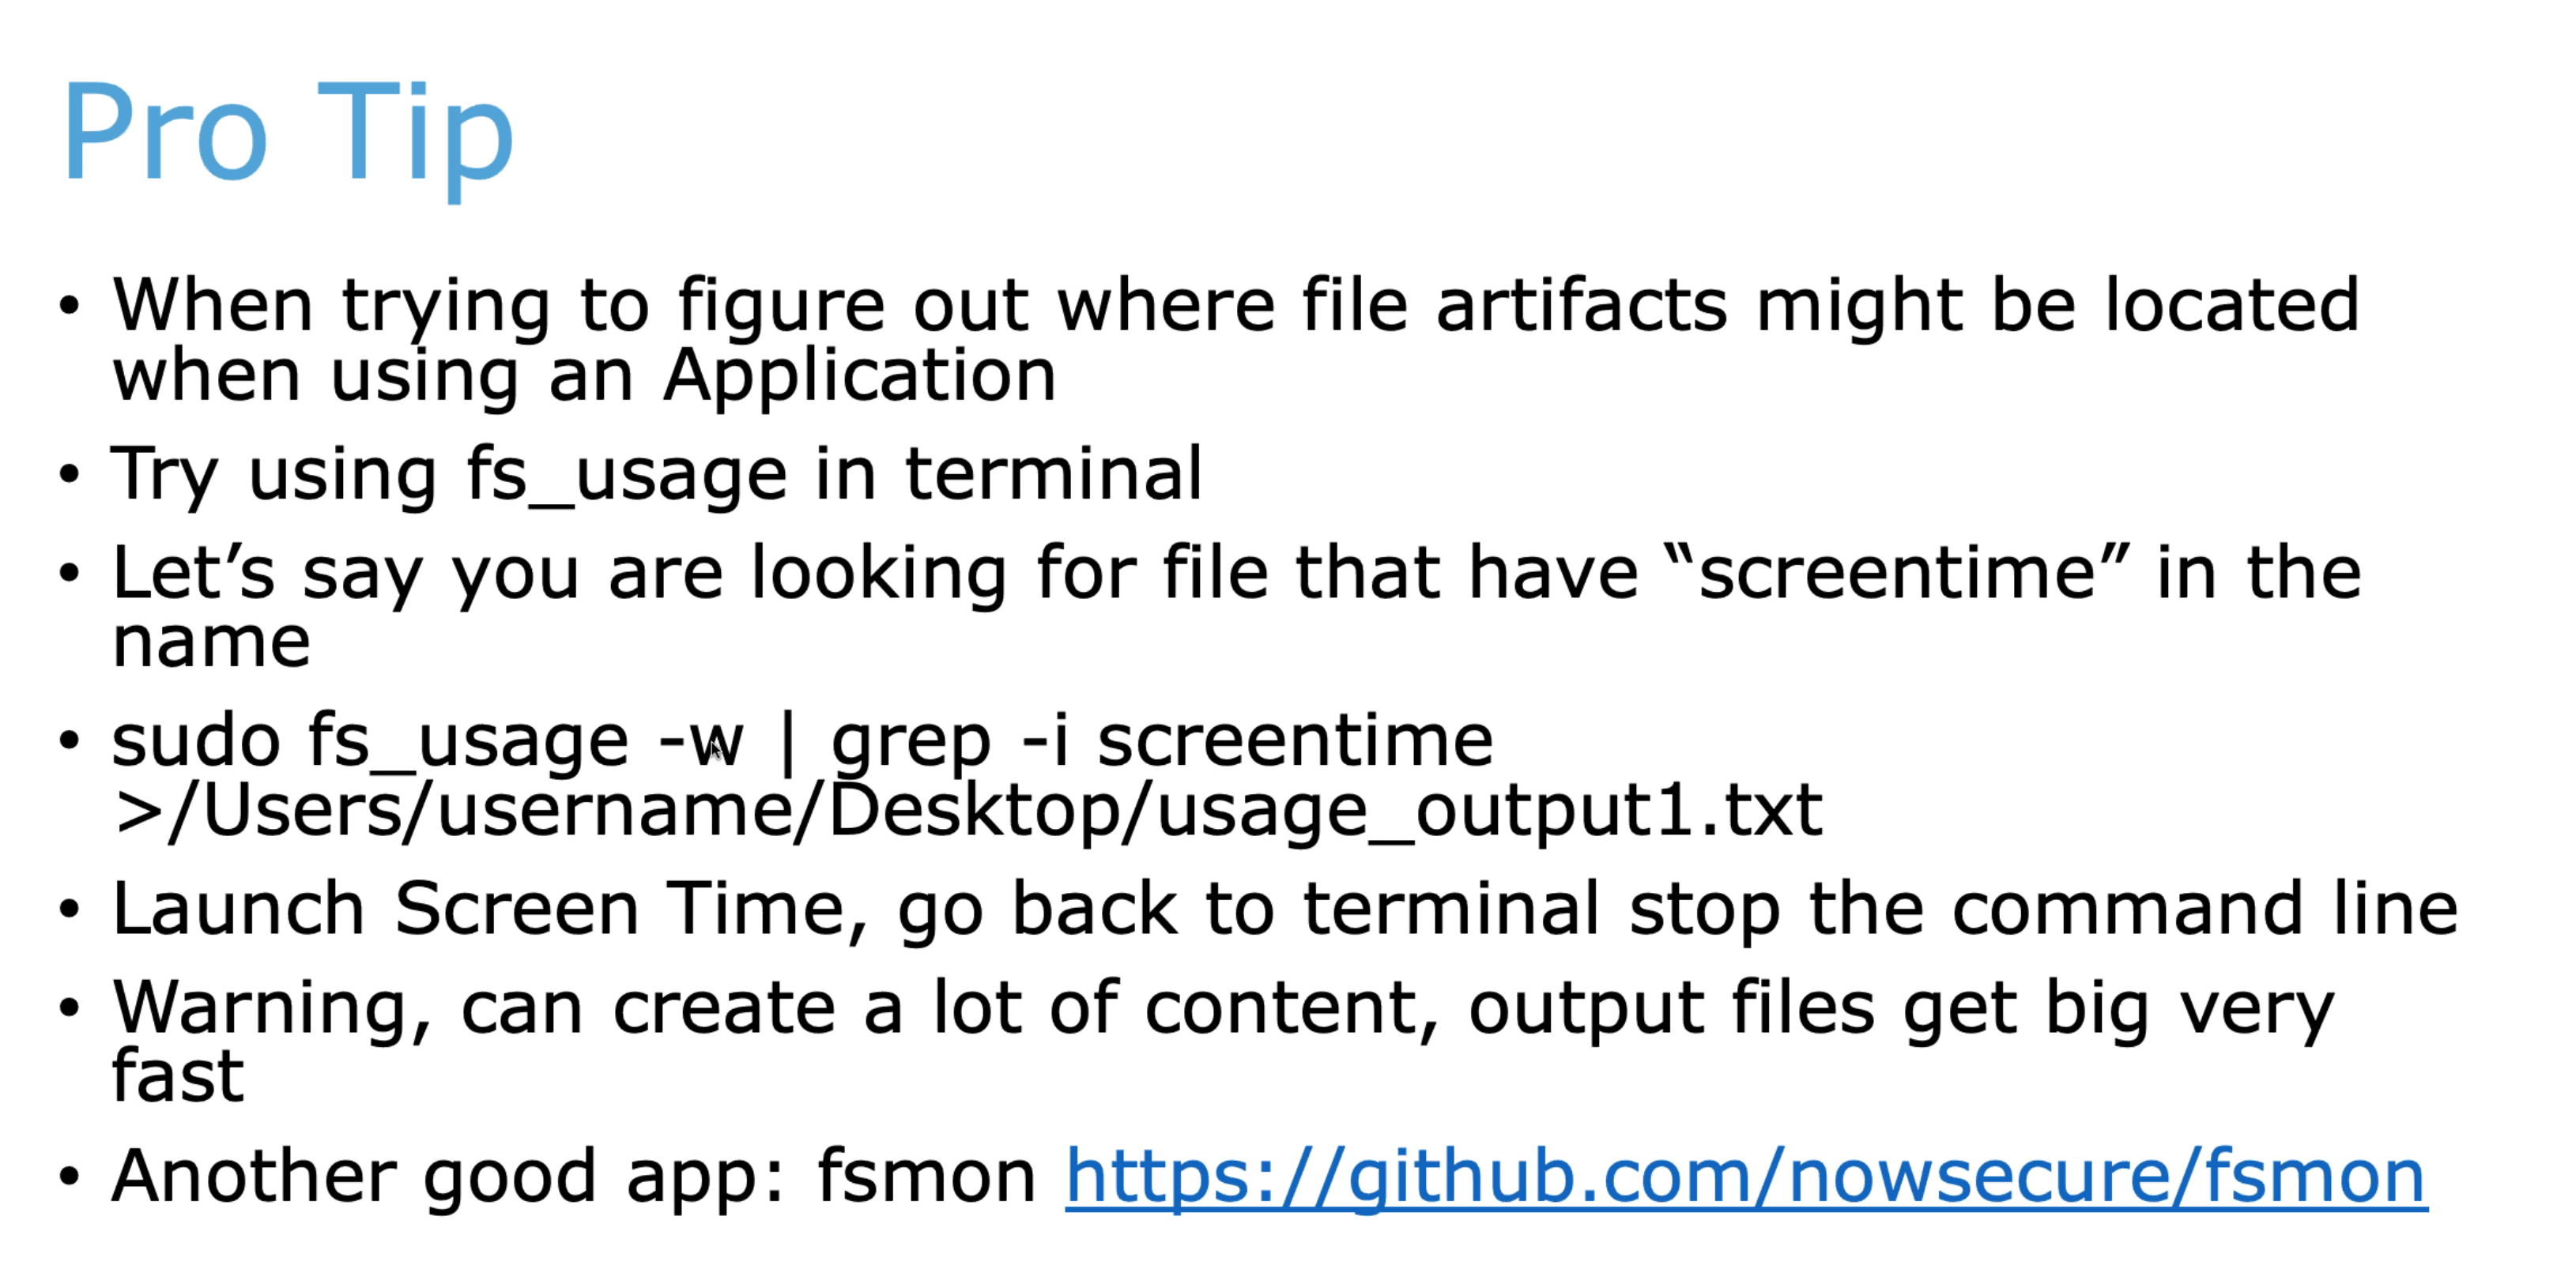 Pro Tip
• When trying to figure out where file artifacts might be located
when using an Application
• Try using fs_usage in terminal
• Let’s say you are looking for file that have “screentime” in the
name
• sudo fs_usage -w | grep -i screentime
>/Users/username/Desktop/usage_output1.txt
• Launch Screen Time, go back to terminal stop the command line
• Warning, can create a lot of content, output files get big very
fast
• Another good app: fsmon https://github.com/nowsecure/fsmon